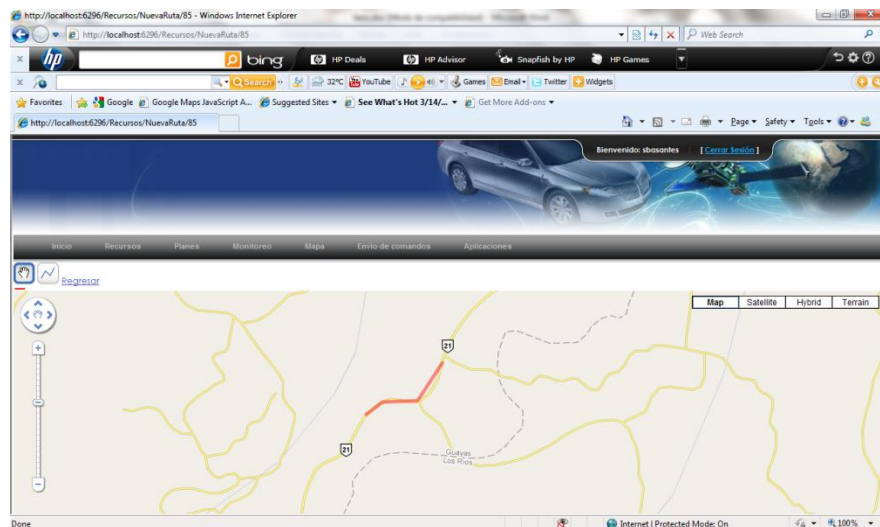 http://localhost:6296/Recursos/NuevaRuta/85 - Windows Internet Explorer
http://localhost:6296/Recursos/NuevaRuta/85
Web Search
hp
bing
HP Deals
HP Advisor
Snapfish by HP
HP Games
Search
32°C
YouTube
Games
Email
Twitter
Widgets
Favorites
Google
Google Maps JavaScript A...
Suggested Sites
See What's Hot 3/14/...
Get More Add-ons
http://localhost:6296/Recursos/NuevaRuta/85
Page
Safety
Tools
Bienvenido: sbasantes
[ Cerrar Sesión ]
Inicio
Recursos
Planes
Monitoreo
Mapa
Envío de comandos
Aplicaciones
Regresar
Map
Satellite
Hybrid
Terrain
21
21
Guayas
Los Rios
Done
Internet | Protected Mode: On
100%